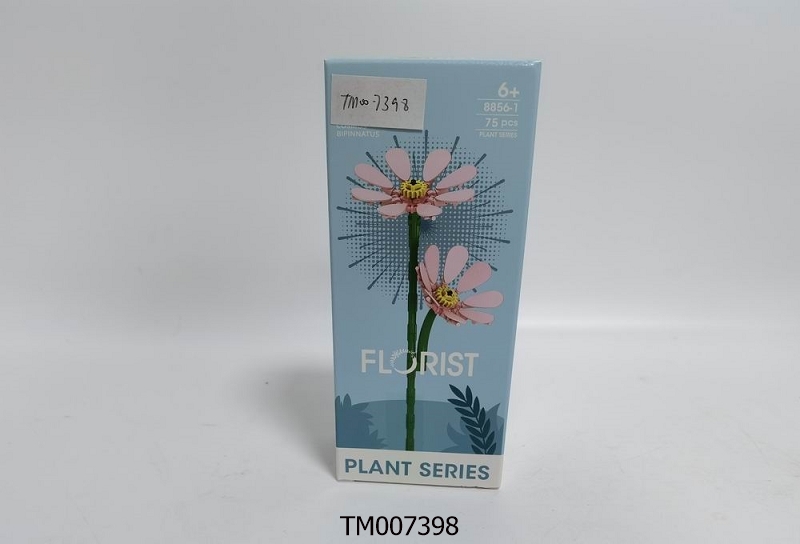 TM00-7398
BIPINNATUS
6+
8856-1
75 pcs
PLANT SERIES
FLORIST
PLANT SERIES
TM007398